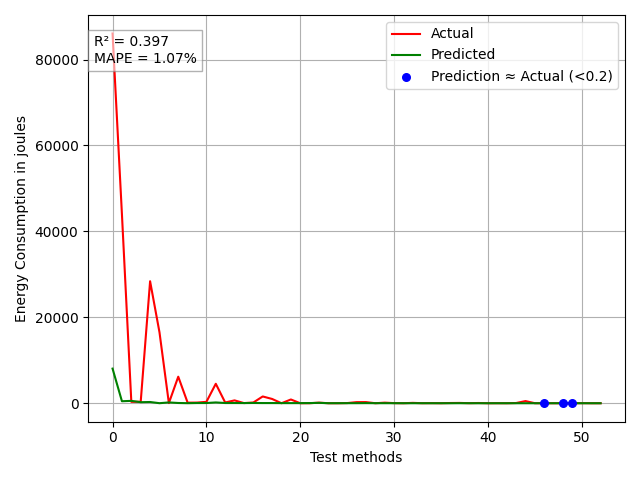 R² = 0.397
MAPE = 1.07%
Actual
Predicted
Prediction ≈ Actual (<0.2)
Energy Consumption in joules
80000
60000
40000
20000
0
0 10 20 30 40 50
Test methods